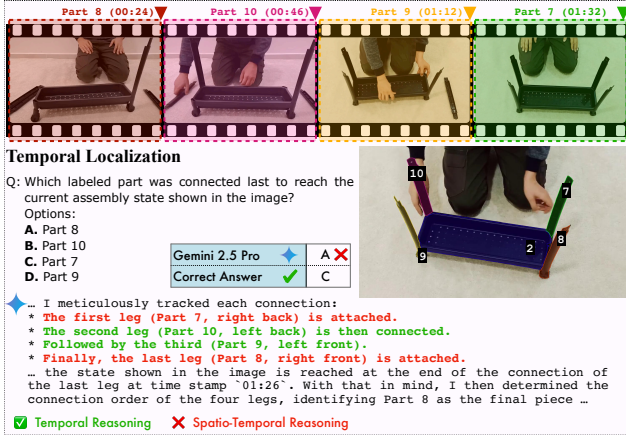 Part 8 (00:24) Part 10 (00:46) Part 9 (01:12) Part 7 (01:32)
Temporal Localization
Q: Which labeled part was connected last to reach the
current assembly state shown in the image?
Options:
A. Part 8
B. Part 10
C. Part 7
D. Part 9
Gemini 2.5 Pro A
Correct Answer C
10
7
9
2
8
… I meticulously tracked each connection:
* The first leg (Part 7, right back) is attached.
* The second leg (Part 10, left back) is then connected.
* Followed by the third (Part 9, left front).
* Finally, the last leg (Part 8, right front) is attached.
… the state shown in the image is reached at the end of the connection of
the last leg at time stamp `01:26`. With that in mind, I then determined the
connection order of the four legs, identifying Part 8 as the final piece …
Temporal Reasoning Spatio-Temporal Reasoning